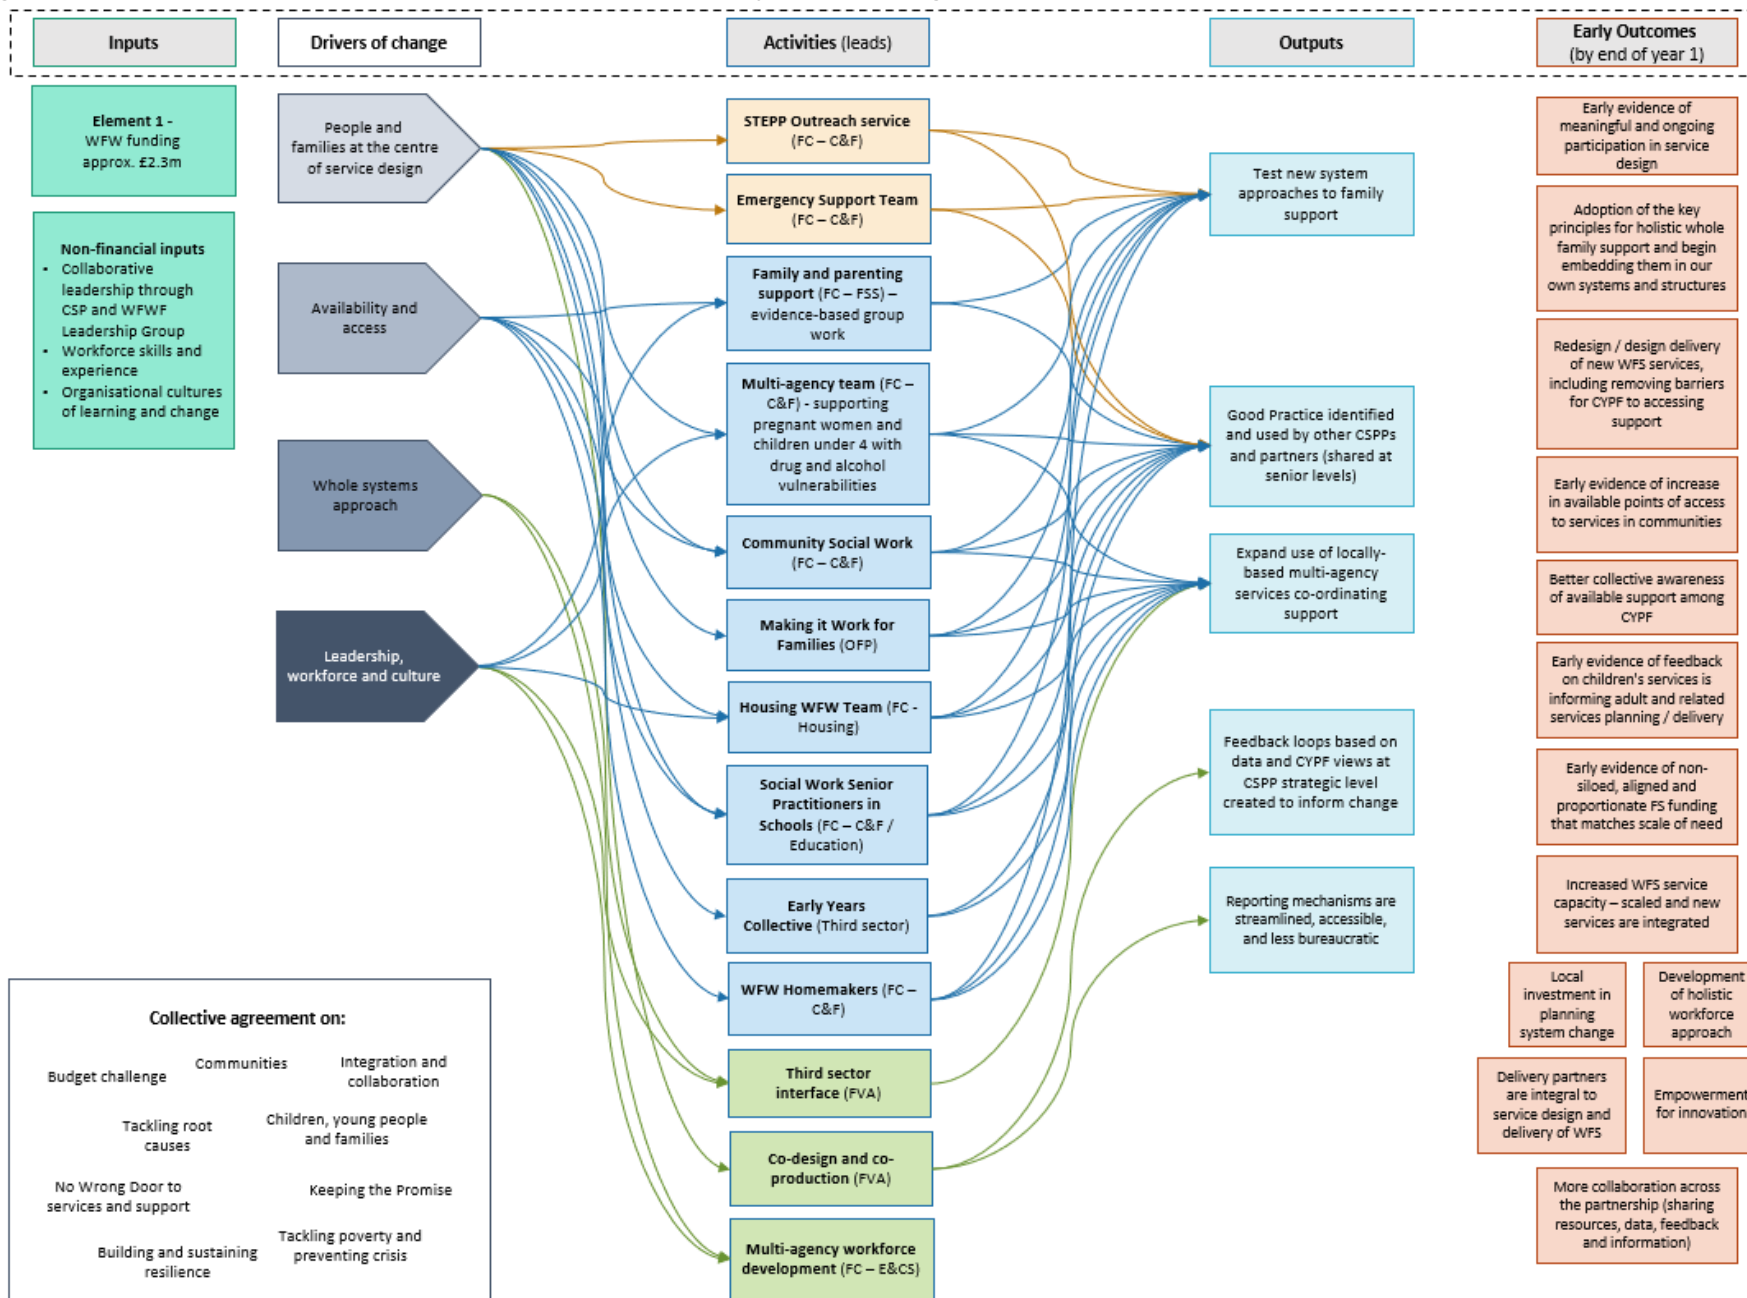 Inputs
Drivers of change
Activities (leads)
Outputs
Early Outcomes
(by end of year 1)
Element 1 -
WFW funding
approx. £2.3m
Non-financial inputs
• Collaborative
leadership through
CSP and WFWF
Leadership Group
• Workforce skills and
experience
• Organisational cultures
of learning and change
People and
families at the centre
of service design
Availability and
access
Whole systems
approach
Leadership,
workforce and culture
STEPP Outreach service
(FC – C&F)
Emergency Support Team
(FC – C&F)
Family and parenting
support (FC – FSS) –
evidence-based group
work
Multi-agency team (FC –
C&F) - supporting
pregnant women and
children under 4 with
drug and alcohol
vulnerabilities
Community Social Work
(FC – C&F)
Making it Work for
Families (OFP)
Housing WFW Team (FC -
Housing)
Social Work Senior
Practitioners in
Schools (FC – C&F /
Education)
Early Years
Collective (Third sector)
WFW Homemakers (FC –
C&F)
Third sector
interface (FVA)
Co-design and co-
production (FVA)
Multi-agency workforce
development (FC – E&CS)
Test new system
approaches to family
support
Good Practice identified
and used by other CSPPs
and partners (shared at
senior levels)
Expand use of locally-
based multi-agency
services co-ordinating
support
Feedback loops based on
data and CYPF views at
CSPP strategic level
created to inform change
Reporting mechanisms are
streamlined, accessible,
and less bureaucratic
Early evidence of
meaningful and ongoing
participation in service
design
Adoption of the key
principles for holistic whole
family support and begin
embedding them in our
own systems and structures
Redesign / design delivery
of new WFS services,
including removing barriers
for CYPF to accessing
support
Early evidence of increase
in available points of access
to services in communities
Better collective awareness
of available support among
CYPF
Early evidence of feedback
on children's services is
informing adult and related
services planning / delivery
Early evidence of non-
siloed, aligned and
proportionate FS funding
that matches scale of need
Increased WFS service
capacity – scaled and new
services are integrated
Local
investment in
planning
system change
Development
of holistic
workforce
approach
Delivery partners
are integral to
service design and
delivery of WFS
Empowerment
for innovation
More collaboration across
the partnership (sharing
resources, data, feedback
and information)
Collective agreement on:
Budget challenge
Communities
Integration and
collaboration
Tackling root
causes
Children, young people
and families
No Wrong Door to
services and support
Keeping the Promise
Building and sustaining
resilience
Tackling poverty and
preventing crisis